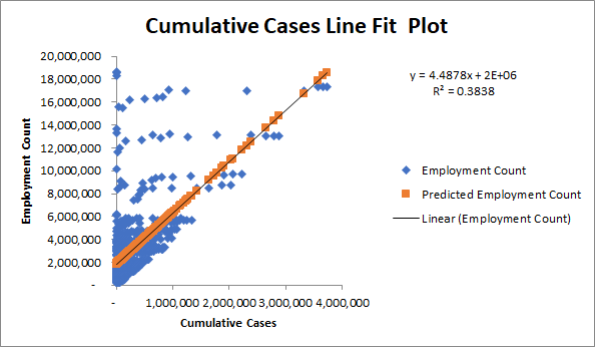 Cumulative Cases Line Fit Plot
20,000,000
18,000,000
16,000,000
14,000,000
12,000,000
10,000,000
8,000,000
6,000,000
4,000,000
2,000,000
-
Employment Count
- 1,000,000 2,000,000 3,000,000 4,000,000
Cumulative Cases
y = 4.4878x + 2E+06
R² = 0.3838
Employment Count
Predicted Employment Count
Linear (Employment Count)